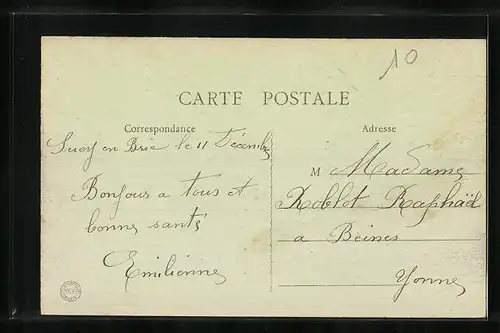 10
CARTE POSTALE
Correspondance
Adresse
Sucy en Brie le 11 Décembre
Bonjour a tous et
bonne santé
Emilienne
M Madame
Roblot Raphaël
a Beines
Yonne